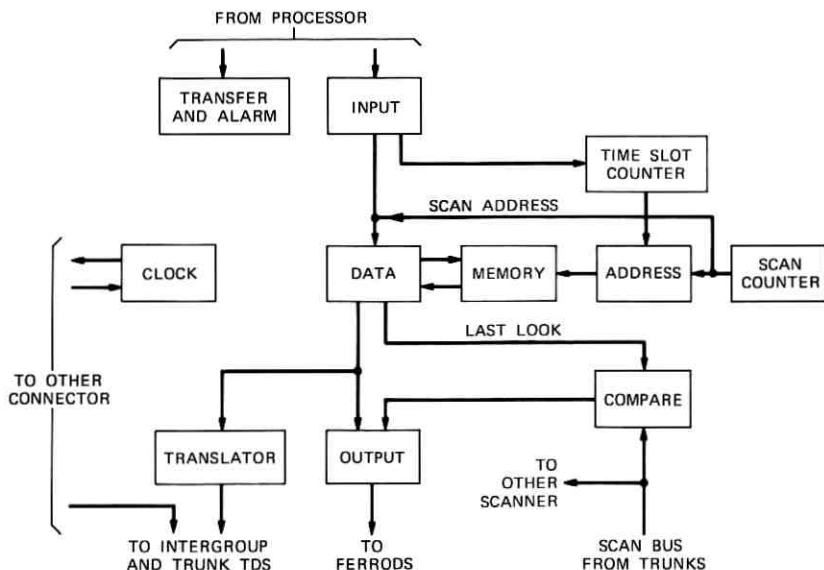 FROM PROCESSOR
TRANSFER
AND ALARM
INPUT
TIME SLOT
COUNTER
SCAN ADDRESS
CLOCK
DATA
MEMORY
ADDRESS
SCAN
COUNTER
LAST LOOK
TO OTHER
CONNECTOR
COMPARE
TRANSLATOR
OUTPUT
TO
OTHER
SCANNER
TO INTERGROUP
AND TRUNK TDS
TO
FERRODS
SCAN BUS
FROM TRUNKS